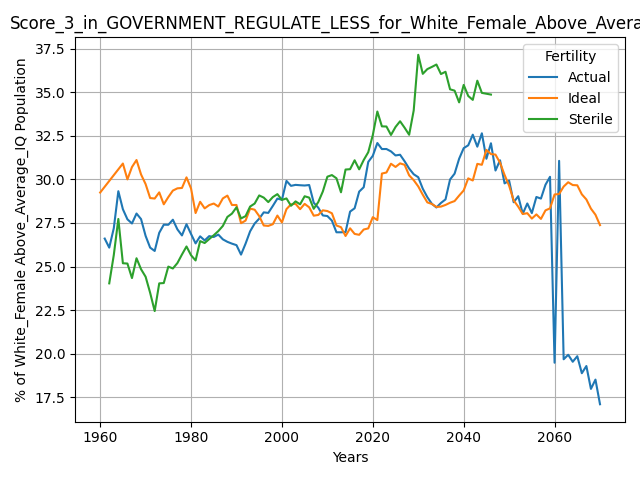 Score_3_in_GOVERNMENT_REGULATE_LESS_for_White_Female_Above_Avera
% of White_Female Above_Average_IQ Population
37.5
35.0
32.5
30.0
27.5
25.0
22.5
20.0
17.5
Fertility
Actual
Ideal
Sterile
1960
1980
2000
2020
2040
2060
Years